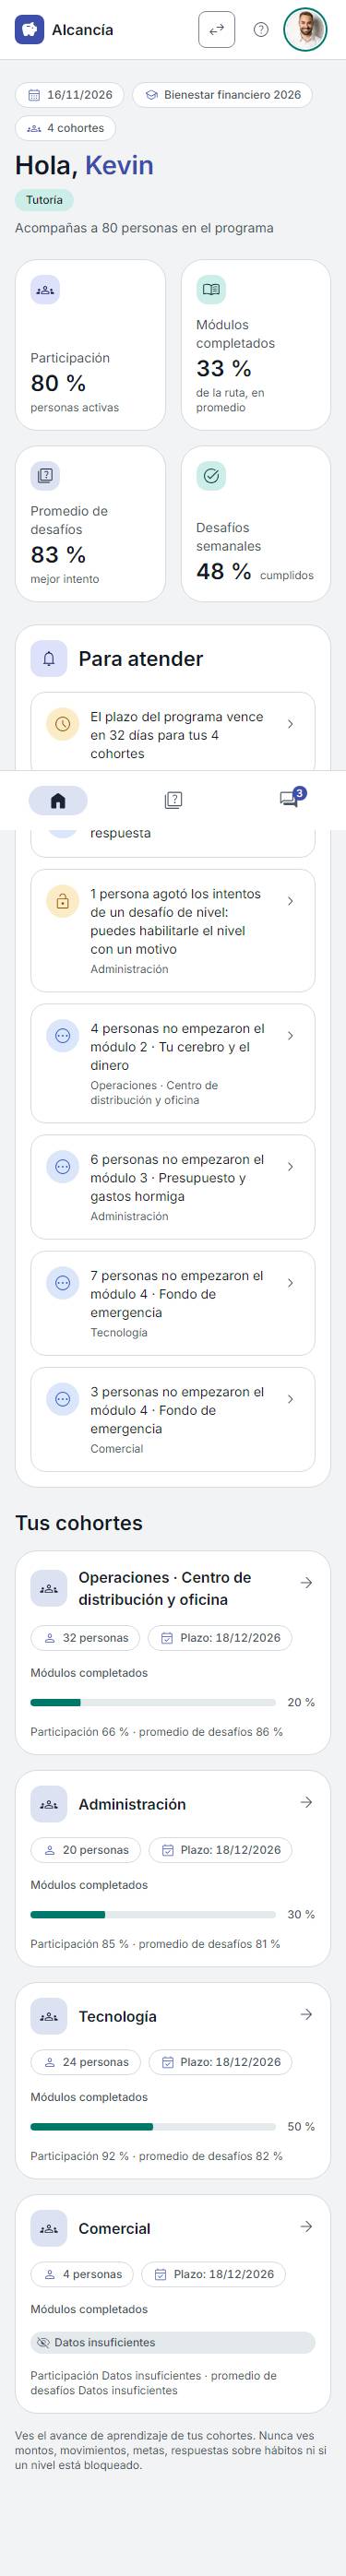 Alcancía
16/11/2026
Bienestar financiero 2026
4 cohortes
Hola, Kevin
Tutoría
Acompañas a 80 personas en el programa
Participación
80 %
personas activas
Módulos
completados
33 %
de la ruta, en
promedio
Promedio de
desafíos
83 %
mejor intento
Desafíos
semanales
48 % cumplidos
Para atender
El plazo del programa vence
en 32 días para tus 4
cohortes
3
respuesta
1 persona agotó los intentos
de un desafío de nivel:
puedes habilitarle el nivel
con un motivo
Administración
4 personas no empezaron el
módulo 2 · Tu cerebro y el
dinero
Operaciones · Centro de
distribución y oficina
6 personas no empezaron el
módulo 3 · Presupuesto y
gastos hormiga
Administración
7 personas no empezaron el
módulo 4 · Fondo de
emergencia
Tecnología
3 personas no empezaron el
módulo 4 · Fondo de
emergencia
Comercial
Tus cohortes
Operaciones · Centro de
distribución y oficina
32 personas
Plazo: 18/12/2026
Módulos completados
20 %
Participación 66 % · promedio de desafíos 86 %
Administración
20 personas
Plazo: 18/12/2026
Módulos completados
30 %
Participación 85 % · promedio de desafíos 81 %
Tecnología
24 personas
Plazo: 18/12/2026
Módulos completados
50 %
Participación 92 % · promedio de desafíos 82 %
Comercial
4 personas
Plazo: 18/12/2026
Módulos completados
Datos insuficientes
Participación Datos insuficientes · promedio de
desafíos Datos insuficientes
Ves el avance de aprendizaje de tus cohortes. Nunca ves
montos, movimientos, metas, respuestas sobre hábitos ni si
un nivel está bloqueado.